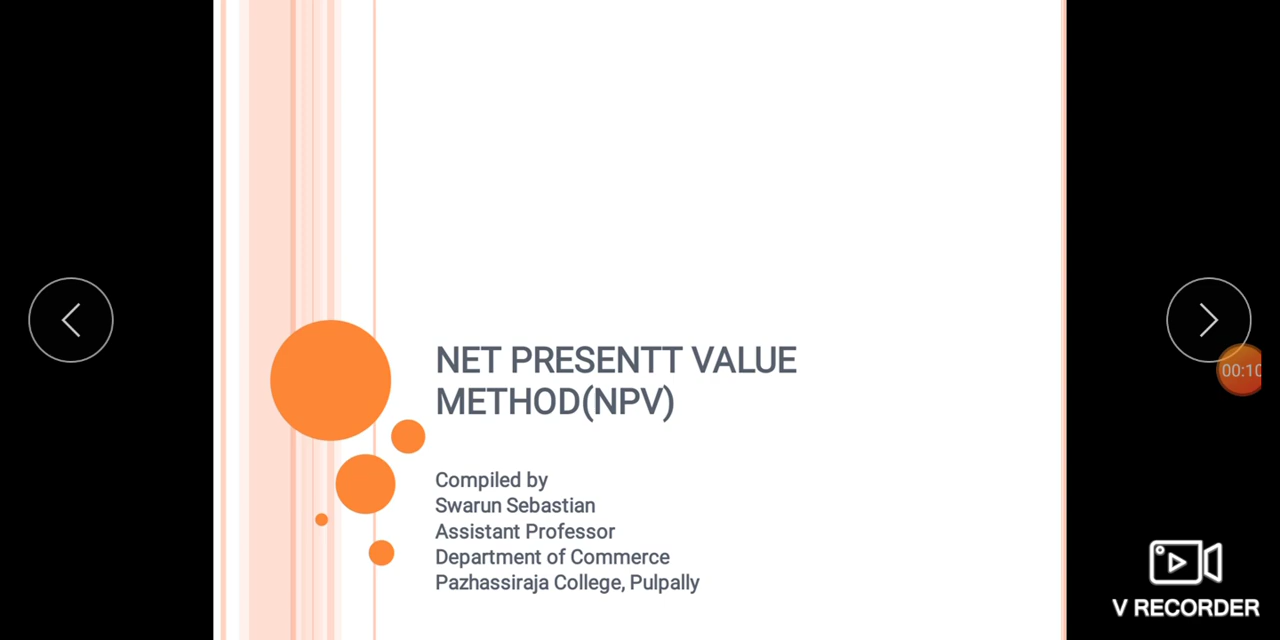 NET PRESENTT VALUE
METHOD(NPV)
Compiled by
Swarun Sebastian
Assistant Professor
Department of Commerce
Pazhassiraja College, Pulpally
00:10
V RECORDER